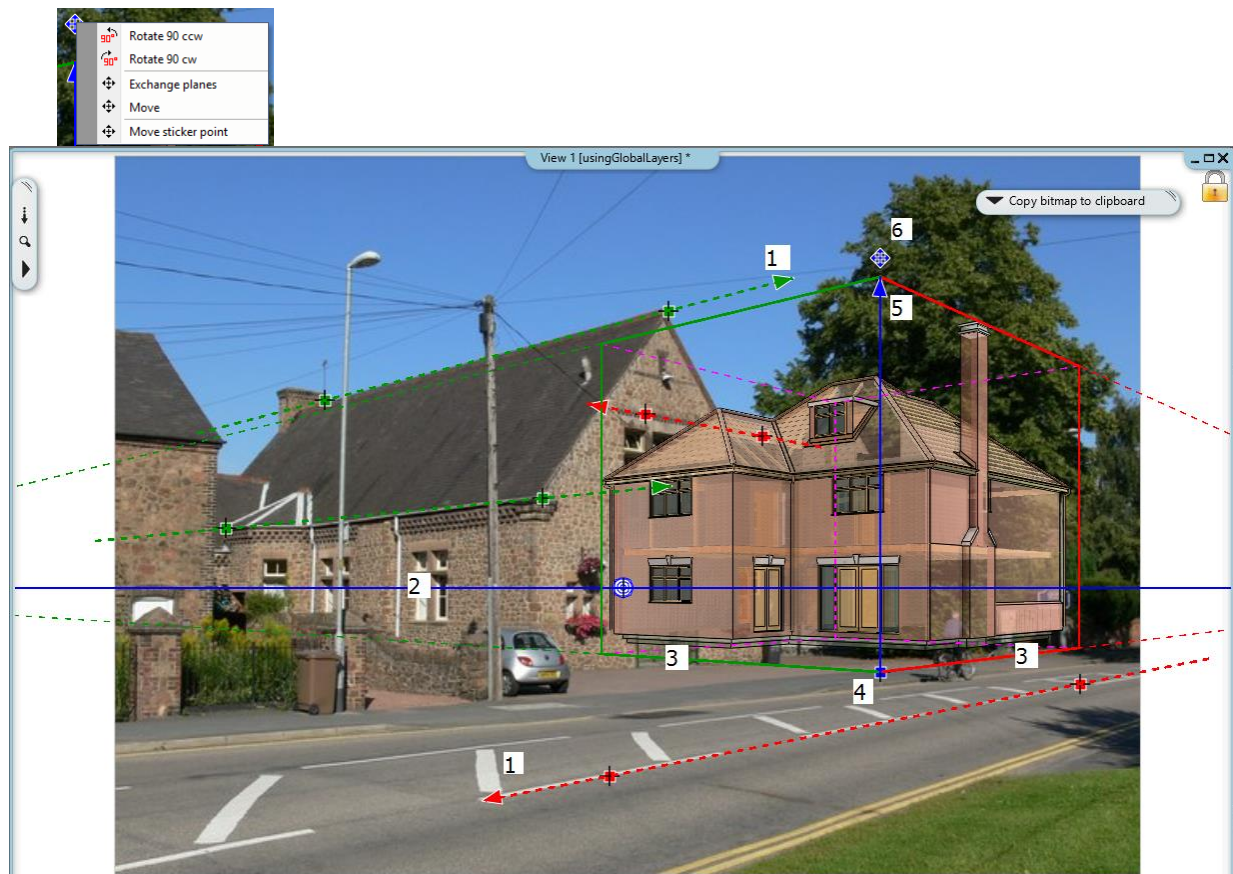 Rotate 90 ccw
Rotate 90 cw
Exchange planes
Move
Move sticker point
View 1 [usingGlobalLayers] *
Copy bitmap to clipboard
6
1
5
2
3
3
4
1